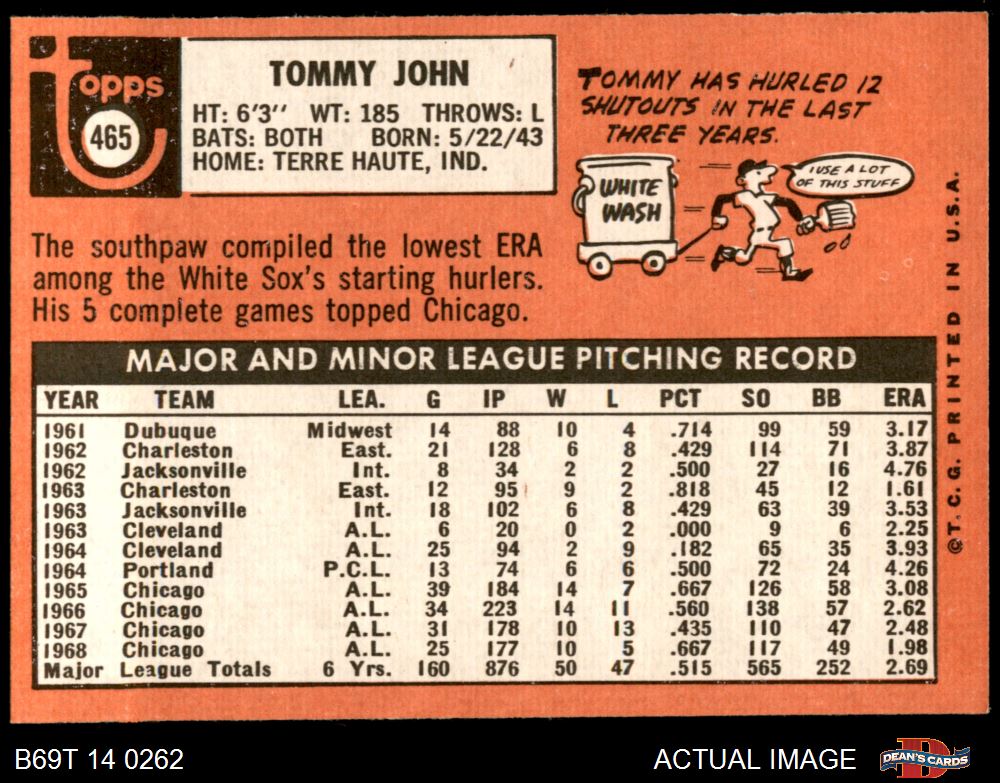 topps
465
TOMMY JOHN
HT: 6'3" WT: 185 THROWS: L
BATS: BOTH BORN: 5/22/43
HOME: TERRE HAUTE, IND.
TOMMY HAS HURLED 12
SHUTOUTS IN THE LAST
THREE YEARS.
I USE A LOT
OF THIS STUFF
WHITE
WASH
The southpaw compiled the lowest ERA
among the White Sox's starting hurlers.
His 5 complete games topped Chicago.
MAJOR AND MINOR LEAGUE PITCHING RECORD
YEAR TEAM LEA. G IP W L PCT SO BB ERA
1961 Dubuque Midwest 14 88 10 4 .714 99 59 3.17
1962 Charleston East. 21 128 6 8 .429 114 71 3.87
1962 Jacksonville Int. 8 34 2 2 .500 27 16 4.76
1963 Charleston East. 12 95 9 2 .818 45 12 1.61
1963 Jacksonville Int. 18 102 6 8 .429 63 39 3.53
1963 Cleveland A.L. 6 20 0 2 .000 9 6 2.25
1964 Cleveland A.L. 25 94 2 9 .182 65 35 3.93
1964 Portland P.C.L. 13 74 6 6 .500 72 24 4.26
1965 Chicago A.L. 39 184 14 7 .667 126 58 3.08
1966 Chicago A.L. 34 223 14 11 .560 138 57 2.62
1967 Chicago A.L. 31 178 10 13 .435 110 47 2.48
1968 Chicago A.L. 25 177 10 5 .667 117 49 1.98
Major League Totals 6 Yrs. 160 876 50 47 .515 565 252 2.69
©T.C.G. PRINTED IN U.S.A.
B69T 14 0262
ACTUAL IMAGE
DEAN'S CARDS